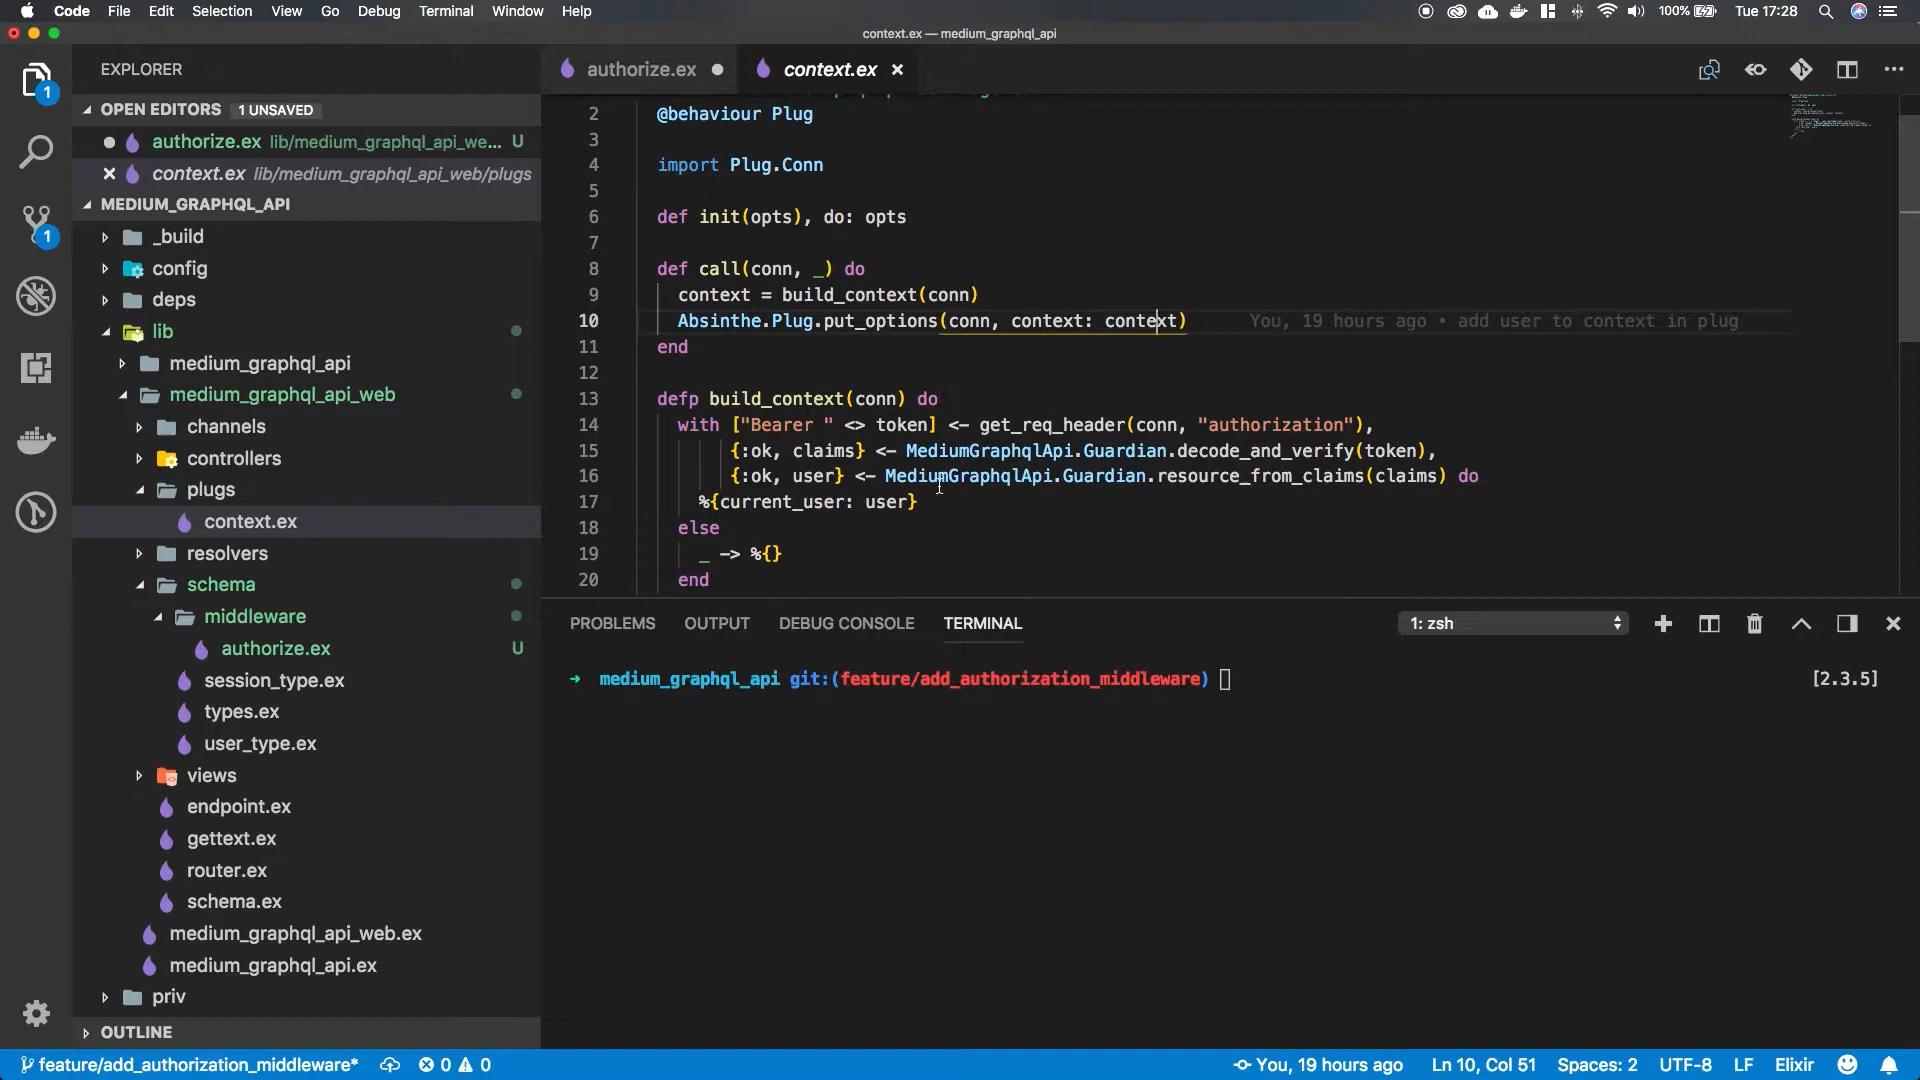 Code File Edit Selection View Go Debug Terminal Window Help 100% Tue 17:28
context.ex — medium_graphql_api
EXPLORER
OPEN EDITORS 1 UNSAVED
authorize.ex lib/medium_graphql_api_we... U
context.ex lib/medium_graphql_api_web/plugs
MEDIUM_GRAPHQL_API
_build
config
deps
lib
medium_graphql_api
medium_graphql_api_web
channels
controllers
plugs
context.ex
resolvers
schema
middleware
authorize.ex U
session_type.ex
types.ex
user_type.ex
views
endpoint.ex
gettext.ex
router.ex
schema.ex
medium_graphql_api_web.ex
medium_graphql_api.ex
priv
OUTLINE
1
1
authorize.ex context.ex
2 @behaviour Plug
3
4 import Plug.Conn
5
6 def init(opts), do: opts
7
8 def call(conn, _) do
9 context = build_context(conn)
10 Absinthe.Plug.put_options(conn, context: context) You, 19 hours ago • add user to context in plug
11 end
12
13 defp build_context(conn) do
14 with ["Bearer " <> token] <- get_req_header(conn, "authorization"),
15 {:ok, claims} <- MediumGraphqlApi.Guardian.decode_and_verify(token),
16 {:ok, user} <- MediumGraphqlApi.Guardian.resource_from_claims(claims) do
17 %{current_user: user}
18 else
19 _ -> %{}
20 end
PROBLEMS OUTPUT DEBUG CONSOLE TERMINAL 1: zsh
→ medium_graphql_api git:(feature/add_authorization_middleware) [2.3.5]
feature/add_authorization_middleware* 0 0 You, 19 hours ago Ln 10, Col 51 Spaces: 2 UTF-8 LF Elixir